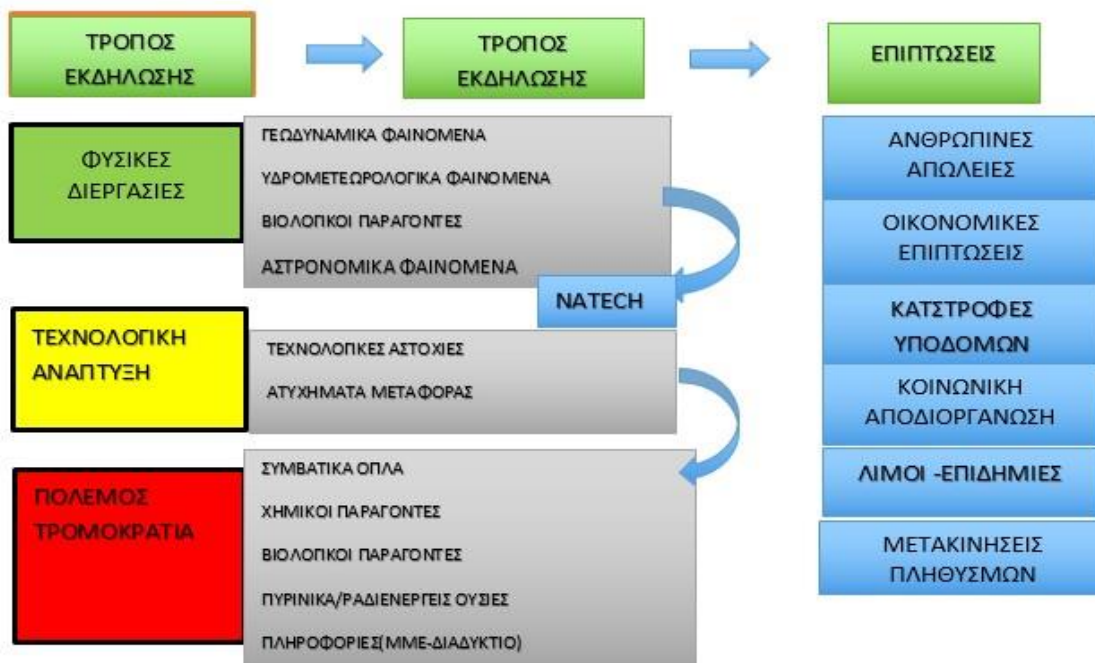 ΤΡΟΠΟΣ
ΕΚΔΗΛΩΣΗΣ
ΤΡΟΠΟΣ
ΕΚΔΗΛΩΣΗΣ
ΕΠΙΠΤΩΣΕΙΣ
ΦΥΣΙΚΕΣ
ΔΙΕΡΓΑΣΙΕΣ
ΓΕΩΔΥΝΑΜΙΚΑ ΦΑΙΝΟΜΕΝΑ
ΥΔΡΟΜΕΤΕΩΡΟΛΟΓΙΚΑ ΦΑΙΝΟΜΕΝΑ
ΒΙΟΛΟΓΙΚΟΙ ΠΑΡΑΓΟΝΤΕΣ
ΑΣΤΡΟΝΟΜΙΚΑ ΦΑΙΝΟΜΕΝΑ
NATECH
ΤΕΧΝΟΛΟΓΙΚΗ
ΑΝΑΠΤΥΞΗ
ΤΕΧΝΟΛΟΓΙΚΕΣ ΑΣΤΟΧΙΕΣ
ΑΤΥΧΗΜΑΤΑ ΜΕΤΑΦΟΡΑΣ
ΠΟΛΕΜΟΣ
ΤΡΟΜΟΚΡΑΤΙΑ
ΣΥΜΒΑΤΙΚΑ ΟΠΛΑ
ΧΗΜΙΚΟΙ ΠΑΡΑΓΟΝΤΕΣ
ΒΙΟΛΟΓΙΚΟΙ ΠΑΡΑΓΟΝΤΕΣ
ΠΥΡΙΝΙΚΑ/ΡΑΔΙΕΝΕΡΓΕΙΣ ΟΥΣΙΕΣ
ΠΛΗΡΟΦΟΡΙΕΣ(ΜΜΕ-ΔΙΑΔΥΚΤΙΟ)
ΑΝΘΡΩΠΙΝΕΣ
ΑΠΩΛΕΙΕΣ
ΟΙΚΟΝΟΜΙΚΕΣ
ΕΠΙΠΤΩΣΕΙΣ
ΚΑΤΣΤΡΟΦΕΣ
ΥΠΟΔΟΜΩΝ
ΚΟΙΝΩΝΙΚΗ
ΑΠΟΔΙΟΡΓΑΝΩΣΗ
ΛΙΜΟΙ -ΕΠΙΔΗΜΙΕΣ
ΜΕΤΑΚΙΝΗΣΕΙΣ
ΠΛΗΘΥΣΜΩΝ